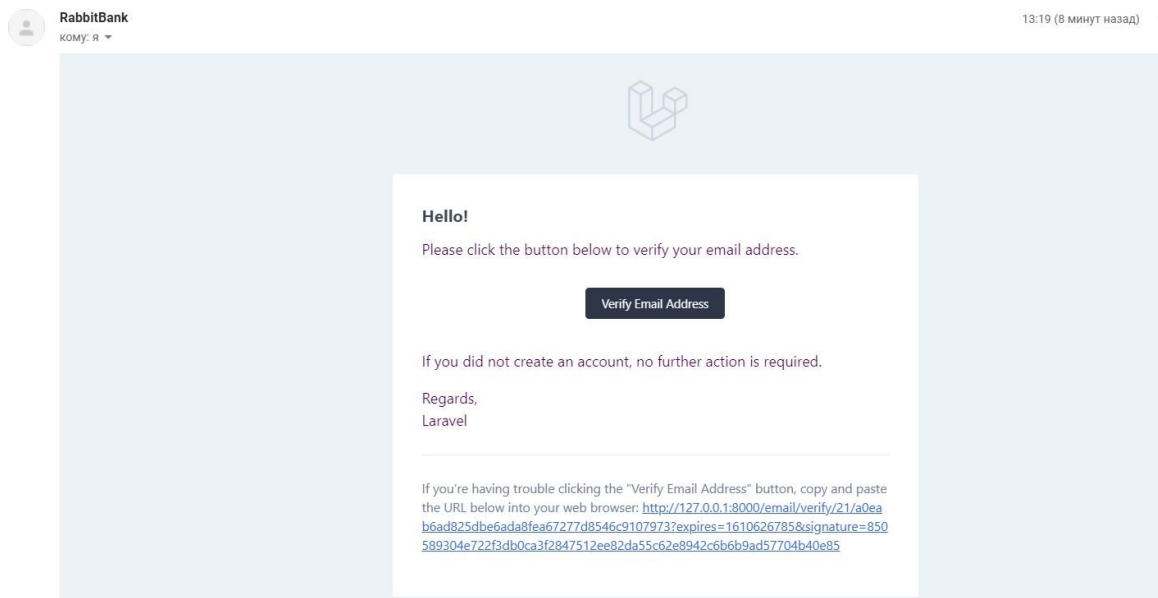 RabbitBank
13:19 (8 минут назад)
кому: я
Hello!
Please click the button below to verify your email address.
Verify Email Address
If you did not create an account, no further action is required.
Regards,
Laravel
If you're having trouble clicking the "Verify Email Address" button, copy and paste
the URL below into your web browser: http://127.0.0.1:8000/email/verify/21/a0ea
b6ad825dbe6ada8fea67277d8546c9107973?expires=1610626785&signature=850
589304e722f3db0ca3f2847512ee82da55c62e8942c6b6b9ad57704b40e85